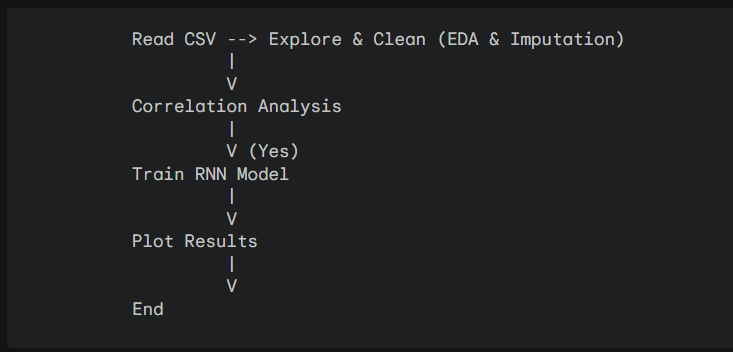 Read CSV --> Explore & Clean (EDA & Imputation)
|
V
Correlation Analysis
|
V (Yes)
Train RNN Model
|
V
Plot Results
|
V
End